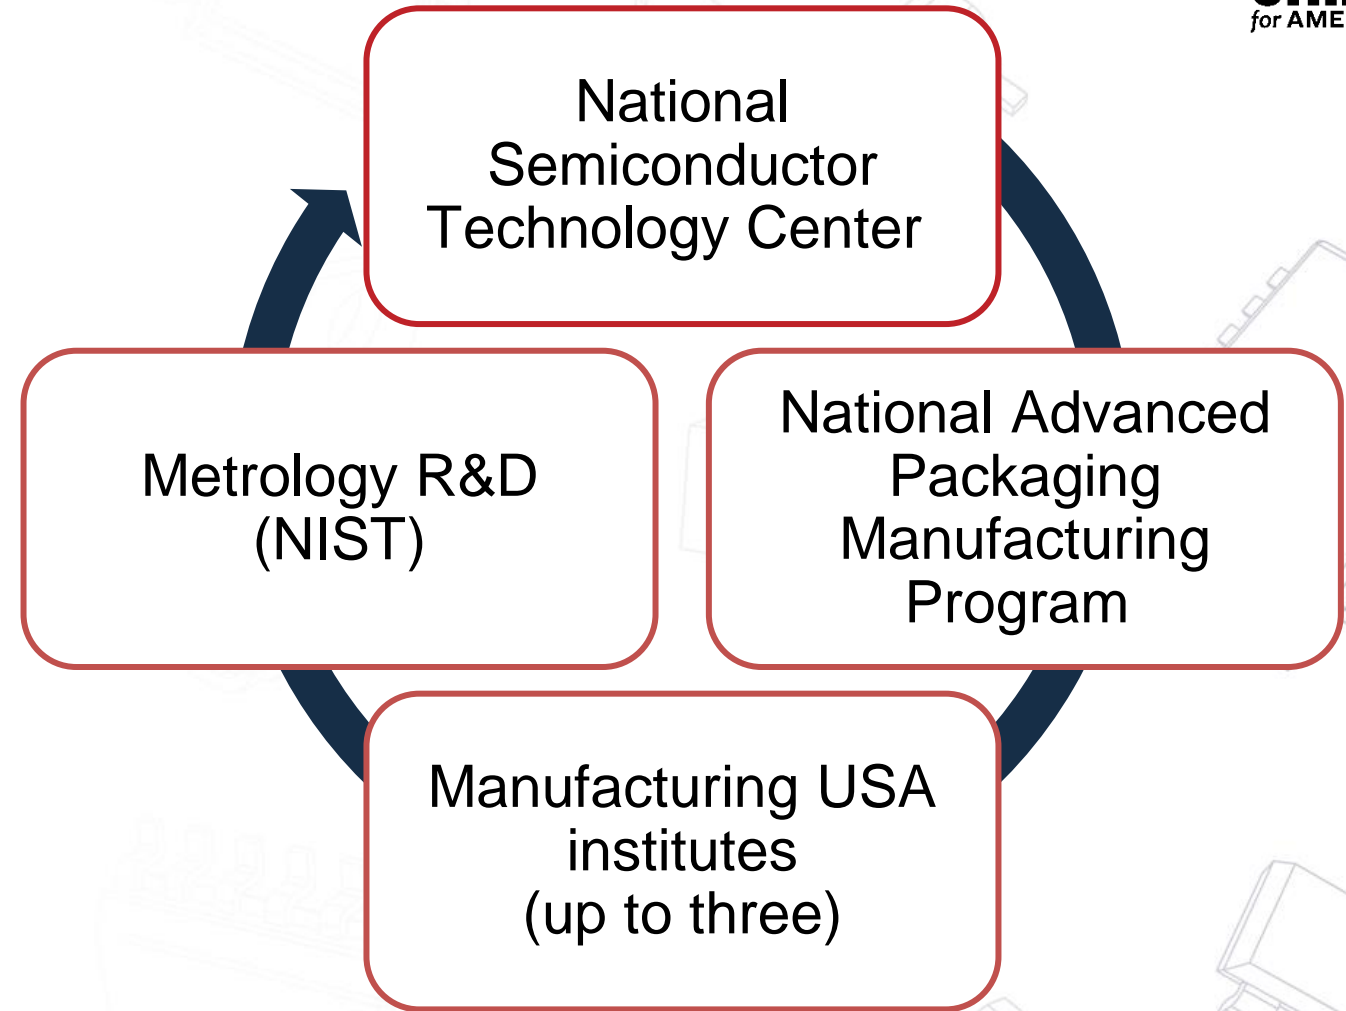 for AME
National
Semiconductor
Technology Center
National Advanced
Packaging
Manufacturing
Program
Metrology R&D
(NIST)
Manufacturing USA
institutes
(up to three)